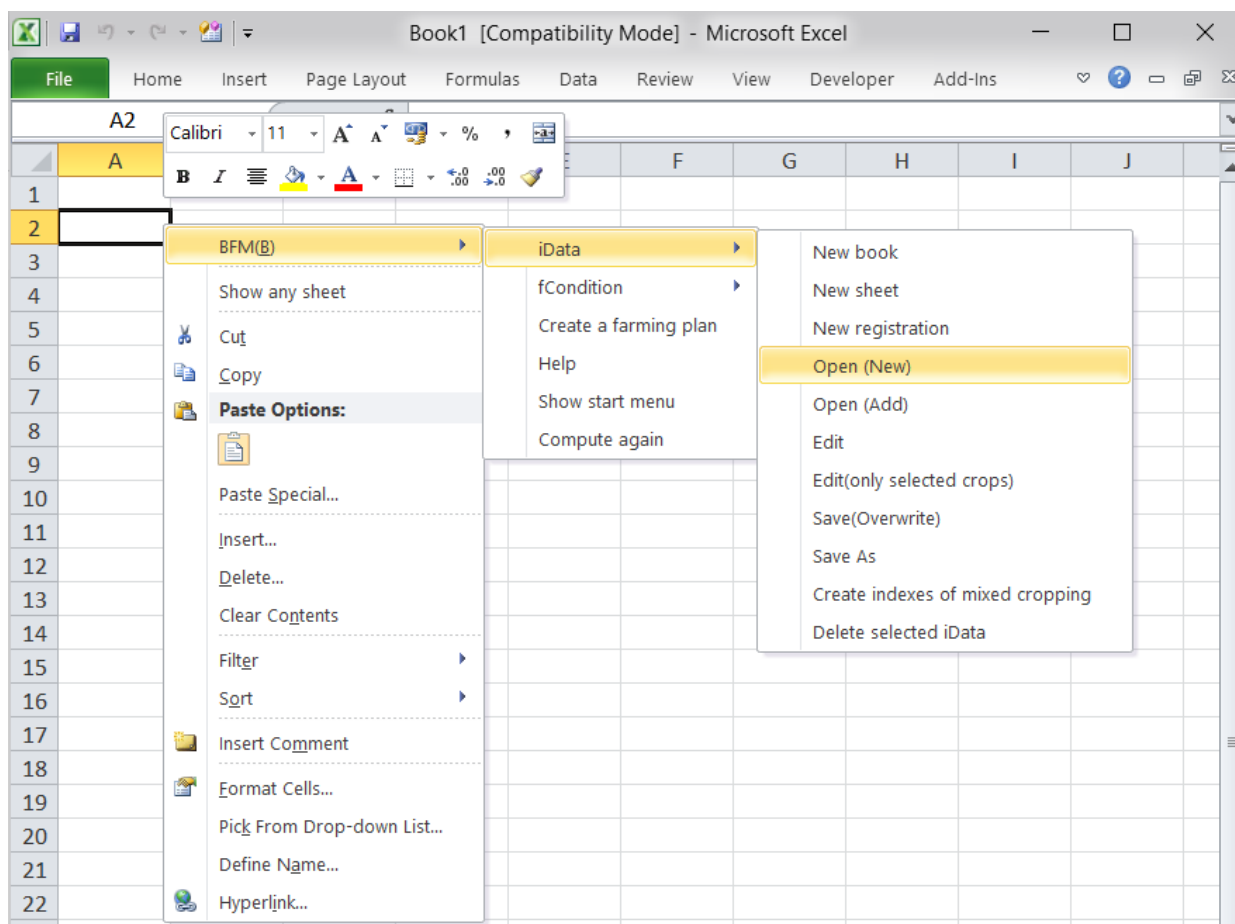 Book1 [Compatibility Mode] - Microsoft Excel
File Home Insert Page Layout Formulas Data Review View Developer Add-Ins
A2
Calibri 11 A A % ,
B I A .00 .00 .0
A E F G H I J
1
2
3
4
5
6
7
8
9
10
11
12
13
14
15
16
17
18
19
20
21
22
BFM(B)
Show any sheet
Cut
Copy
Paste Options:
Paste Special...
Insert...
Delete...
Clear Contents
Filter
Sort
Insert Comment
Format Cells...
Pick From Drop-down List...
Define Name...
Hyperlink...
iData
fCondition
Create a farming plan
Help
Show start menu
Compute again
New book
New sheet
New registration
Open (New)
Open (Add)
Edit
Edit(only selected crops)
Save(Overwrite)
Save As
Create indexes of mixed cropping
Delete selected iData